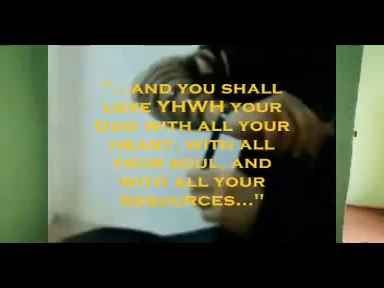 "...AND YOU SHALL
LOVE YHWH YOUR
GOD WITH ALL YOUR
HEART, WITH ALL
YOUR SOUL, AND
WITH ALL YOUR
RESOURCES..."